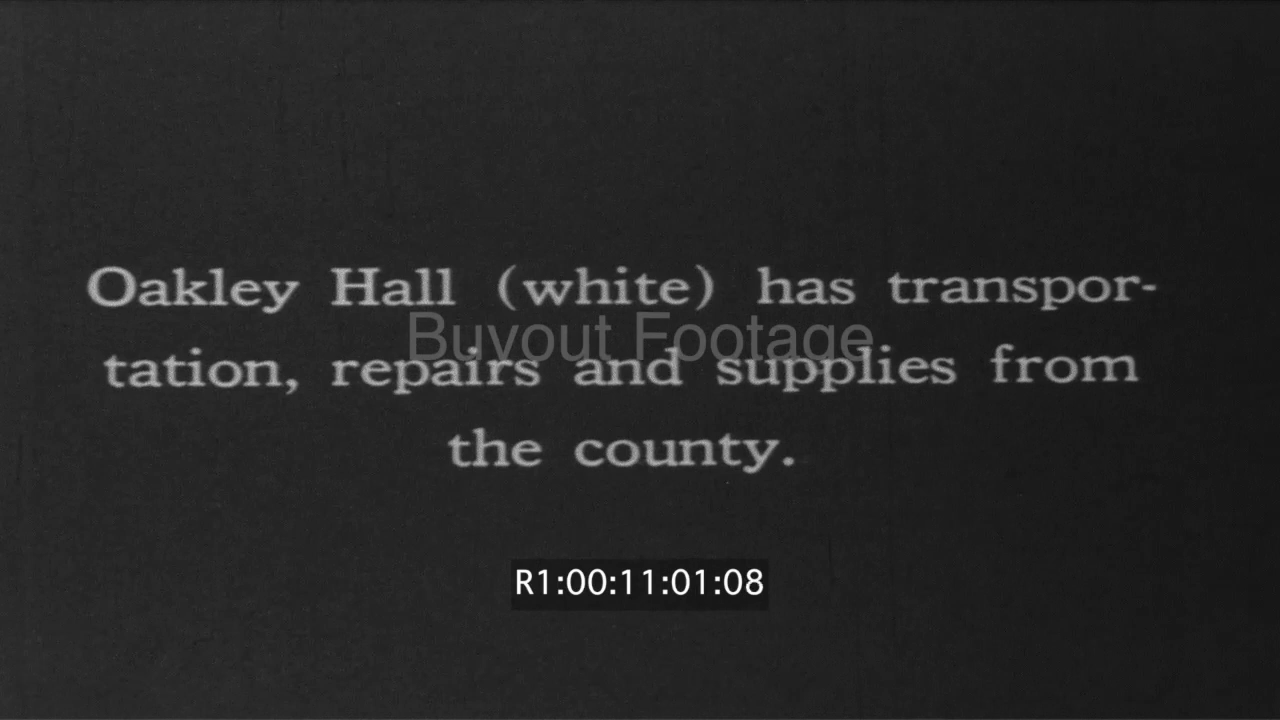 Oakley Hall (white) has transpor-
Buyout Footage
tation, repairs and supplies from
the county.
R1:00:11:01:08